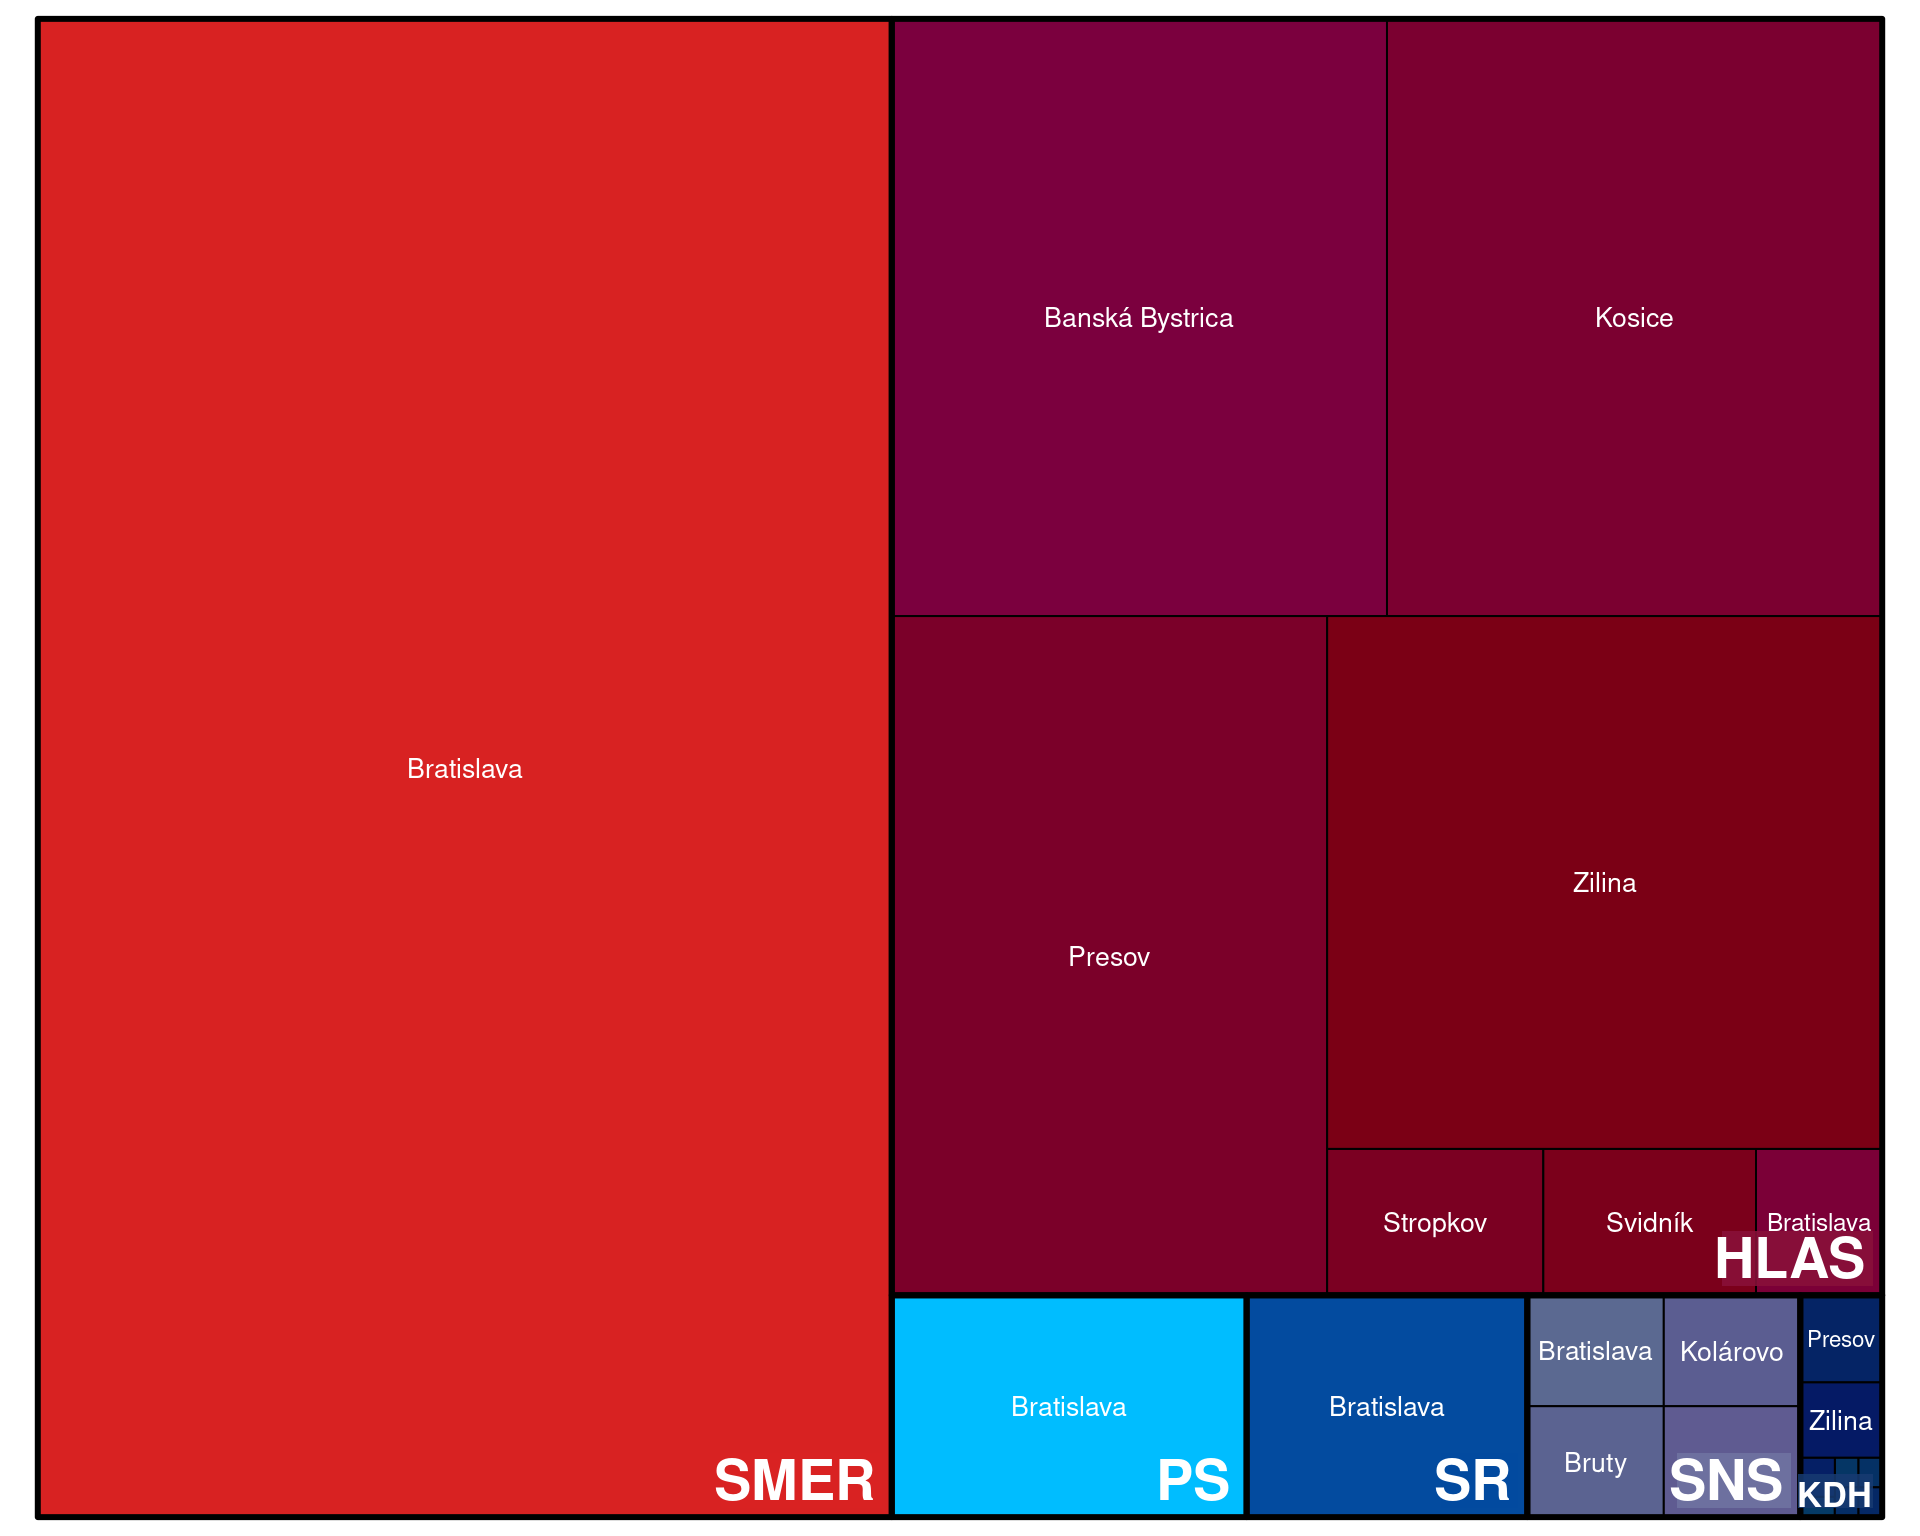 Banská Bystrica
Kosice
Bratislava
Zilina
Presov
Stropkov
Svidník
Bratislava
HLAS
Bratislava
Bratislava
Bratislava
Kolárovo
Presov
Zilina
Bruty
SMER
PS
SR
SNS
KDH